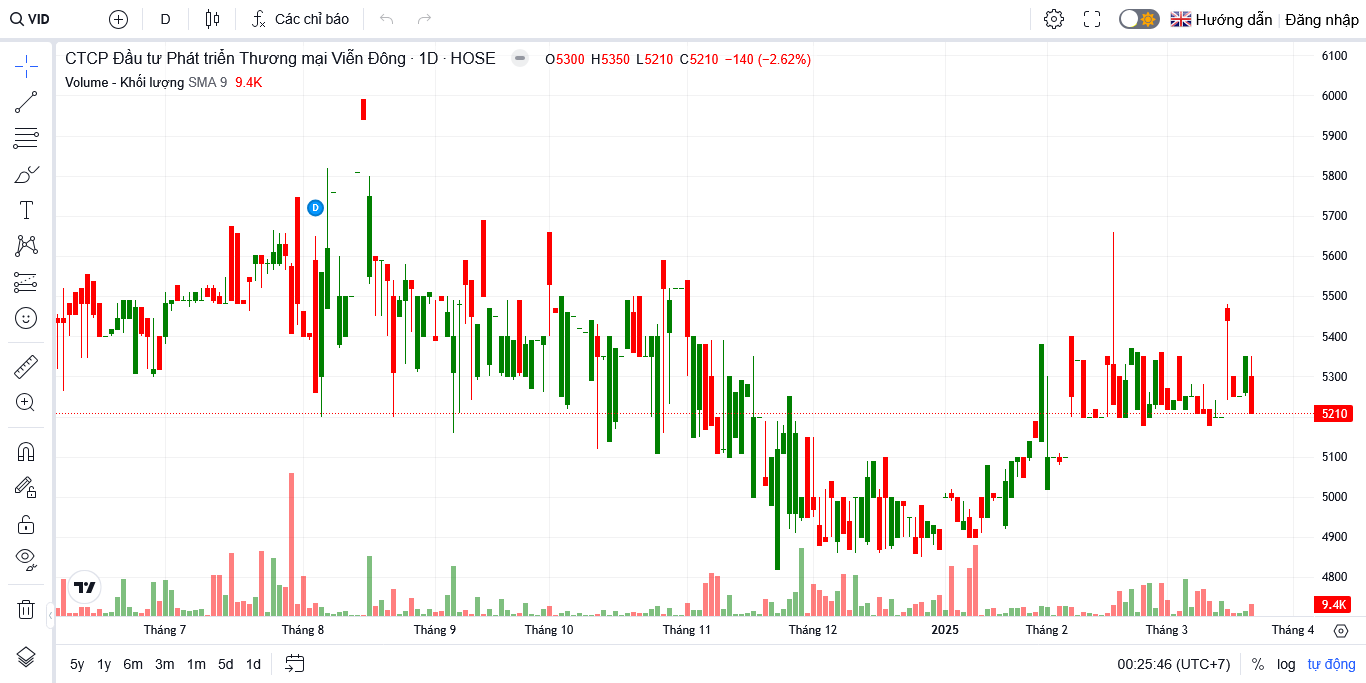 VID D Các chỉ báo Hướng dẫn Đăng nhập
CTCP Đầu tư Phát triển Thương mại Viễn Đông · 1D · HOSE O5300 H5350 L5210 C5210 −140 (−2.62%)
Volume - Khối lượng SMA 9 9.4K
6100
6000
5900
5800
5700
D
5600
5500
5400
5300
5210
5100
5000
4900
4800
9.4K
Tháng 7 Tháng 8 Tháng 9 Tháng 10 Tháng 11 Tháng 12 2025 Tháng 2 Tháng 3 Tháng 4
5y 1y 6m 3m 1m 5d 1d 00:25:46 (UTC+7) % log tự động